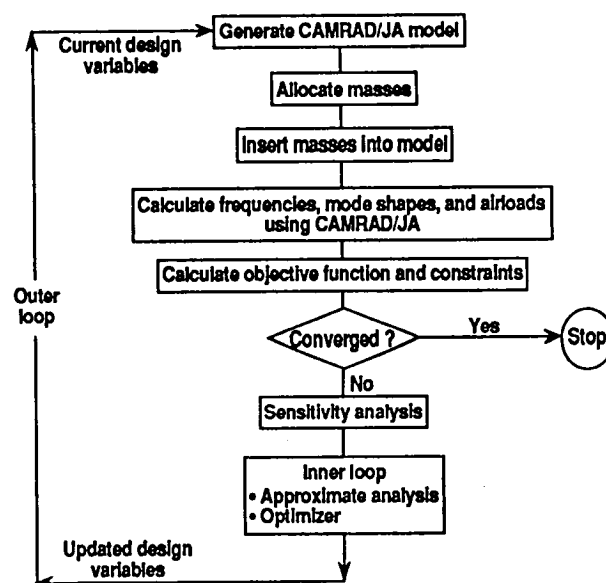 Generate CAMRAD/JA model
Current design
variables
Allocate masses
Insert masses into model
Calculate frequencies, mode shapes, and airloads
using CAMRAD/JA
Calculate objective function and constraints
Outer
loop
Converged ?
Yes
Stop
No
Sensitivity analysis
Inner loop
• Approximate analysis
• Optimizer
Updated design
variables